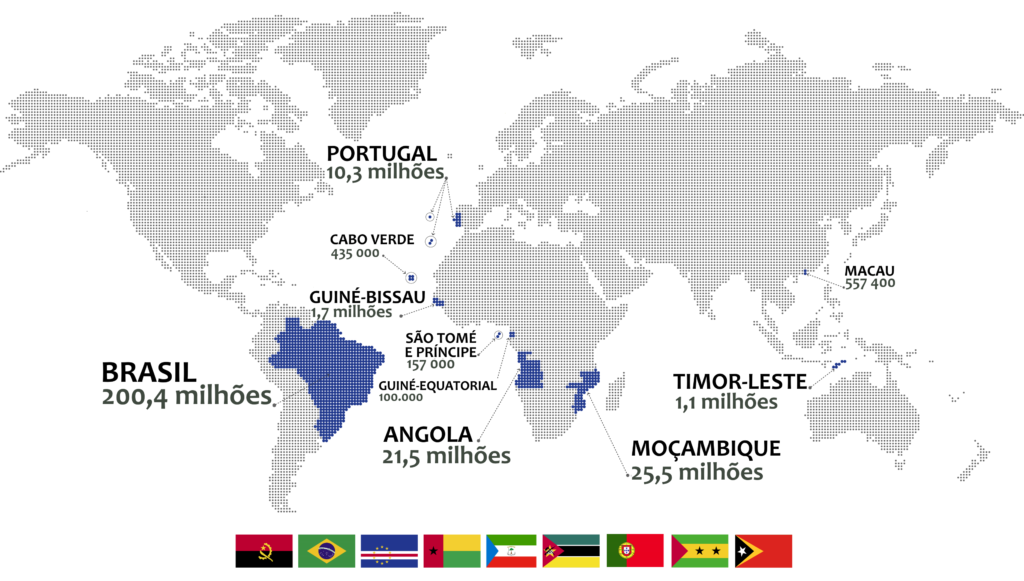 PORTUGAL
10,3 milhões
CABO VERDE
435 000
MACAU
557 400
GUINÉ-BISSAU
1,7 milhões
SÃO TOMÉ
E PRÍNCIPE
157 000
BRASIL
200,4 milhões
GUINÉ-EQUATORIAL
100.000
TIMOR-LESTE
1,1 milhões
ANGOLA
21,5 milhões
MOÇAMBIQUE
25,5 milhões